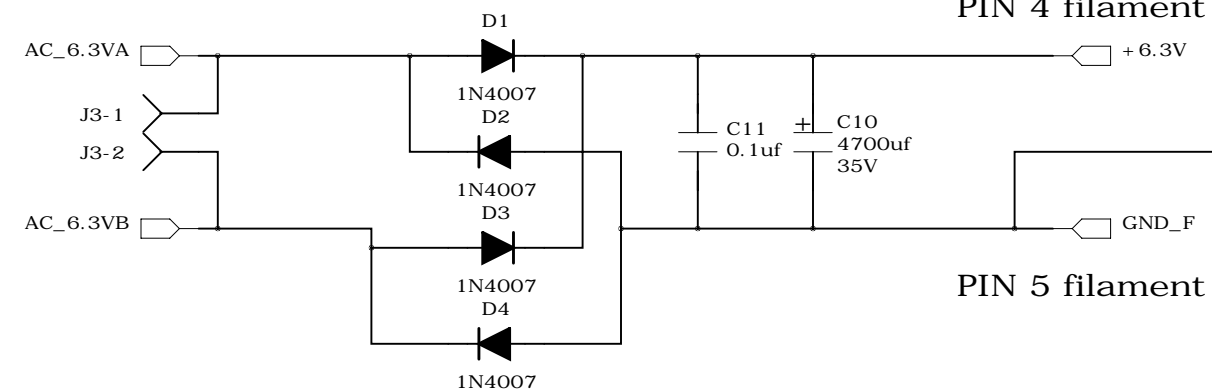 PIN 4 filament
D1
AC_6.3VA
+6.3V
1N4007
J3-1
D2
C11
0.1uf
+
C10
4700uf
35V
J3-2
1N4007
D3
AC_6.3VB
GND_F
1N4007
PIN 5 filament
D4
1N4007